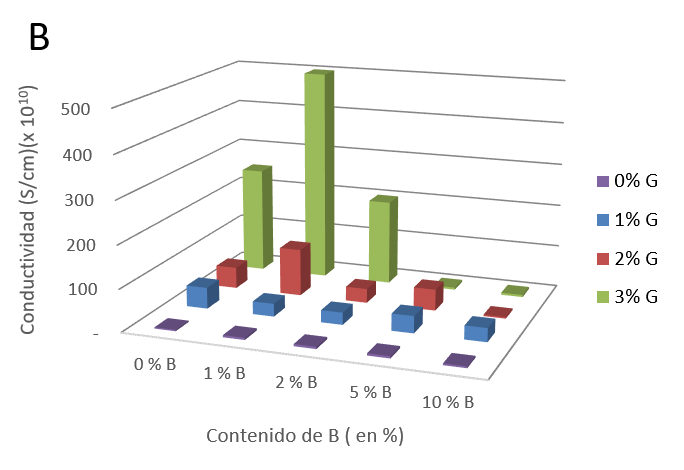 B
Conductividad (S/cm)(x 10¹⁰)
500
400
300
200
100
-
0 % B
1 % B
2 % B
5 % B
10 % B
Contenido de B ( en %)
0% G
1% G
2% G
3% G